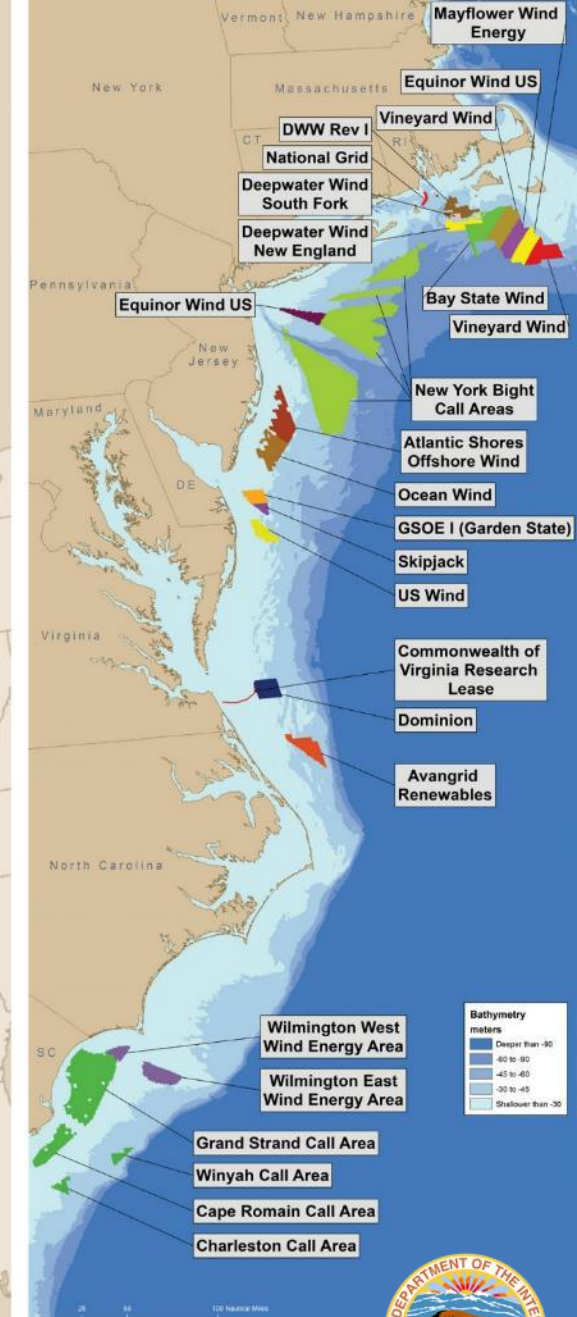 Vermont
New Hampshire
Mayflower Wind
Energy
New York
Massachusetts
Equinor Wind US
Vineyard Wind
DWW Rev I
CT
RI
National Grid
Deepwater Wind
South Fork
Deepwater Wind
New England
Pennsylvania
Equinor Wind US
Bay State Wind
Vineyard Wind
New
Jersey
New York Bight
Call Areas
Maryland
Atlantic Shores
Offshore Wind
DE
Ocean Wind
GSOE I (Garden State)
Skipjack
US Wind
Virginia
Commonwealth of
Virginia Research
Lease
Dominion
Avangrid
Renewables
North Carolina
Bathymetry
meters
Deeper than -90
-60 to -90
-45 to -60
-30 to -45
Shallower than -30
SC
Wilmington West
Wind Energy Area
Wilmington East
Wind Energy Area
Grand Strand Call Area
Winyah Call Area
Cape Romain Call Area
Charleston Call Area
25 50 100 Nautical Miles
DEPARTMENT OF THE INTE